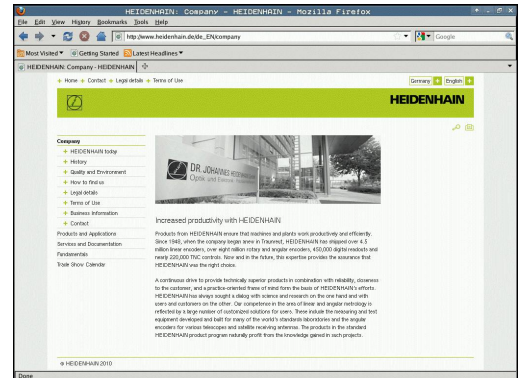 HEIDENHAIN: Company - HEIDENHAIN - Mozilla Firefox
File Edit View History Bookmarks Tools Help
http://www.heidenhain.de/de_EN/company
Google
Most Visited Getting Started Latest Headlines
HEIDENHAIN: Company - HEIDENHAIN
Home Contact Legal details Terms of Use
Germany English
HEIDENHAIN
Company
HEIDENHAIN today
History
Quality and Environment
How to find us
Legal details
Terms of Use
Business Information
Contact
Products and Applications
Services and Documentation
Fundamentals
Trade Show Calendar
DR. JOHANNES HEIDENHAIN
Optik und Elektronik
Increased productivity with HEIDENHAIN
Products from HEIDENHAIN ensure that machines and plants work productively and efficiently.
Since 1948, when the company began anew in Traunreut, HEIDENHAIN has shipped over 4.5
million linear encoders, over eight million rotary and angular encoders, 450,000 digital readouts and
nearly 220,000 TNC controls. Now and in the future, this expertise provides the assurance that
HEIDENHAIN was the right choice.
A continuous drive to provide technically superior products in combination with reliability, closeness
to the customer, and a practice-oriented frame of mind form the basis of HEIDENHAIN's efforts.
HEIDENHAIN has always sought a dialog with science and research on the one hand and with
users and customers on the other. Our competence in the area of linear and angular metrology is
reflected by a large number of customized solutions for users. These include the measuring and test
equipment developed and built for many of the world's standards laboratories and the angular
encoders for various telescopes and satellite receiving antennas. The products in the standard
HEIDENHAIN product program naturally profit from the knowledge gained in such projects.
© HEIDENHAIN 2010
Done